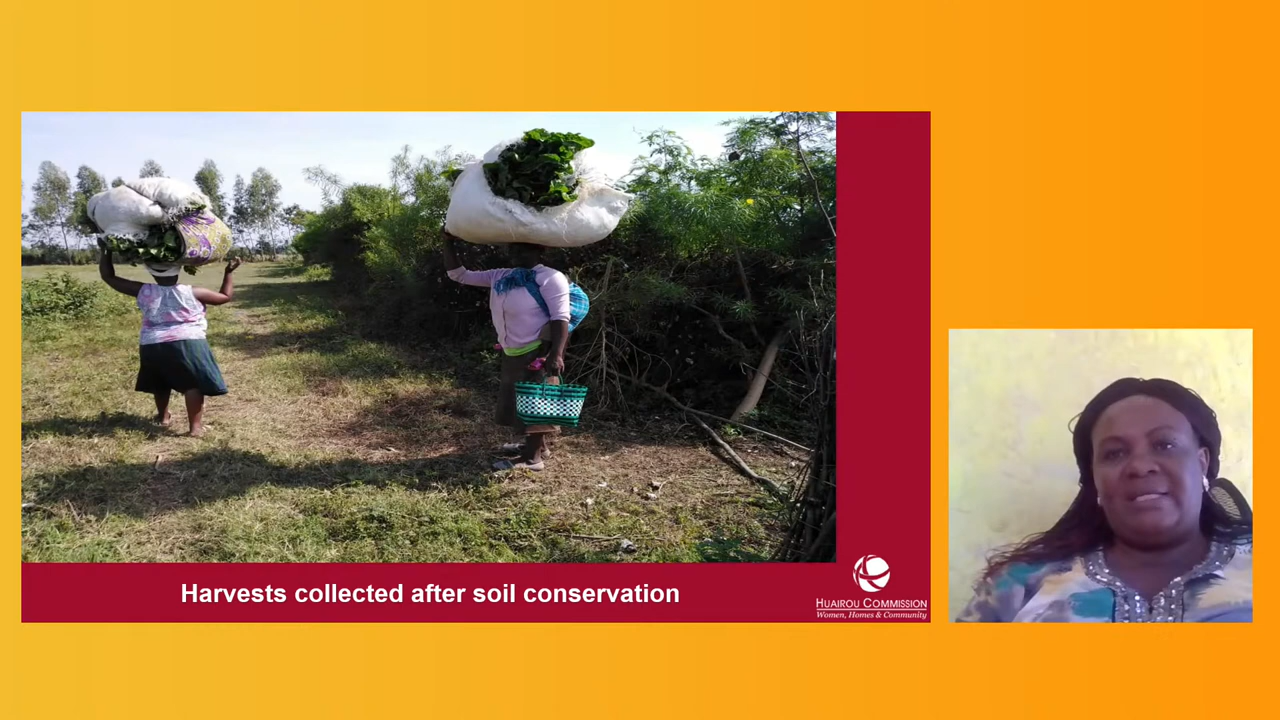 Harvests collected after soil conservation
HUAIROU COMMISSION
Women, Homes & Community